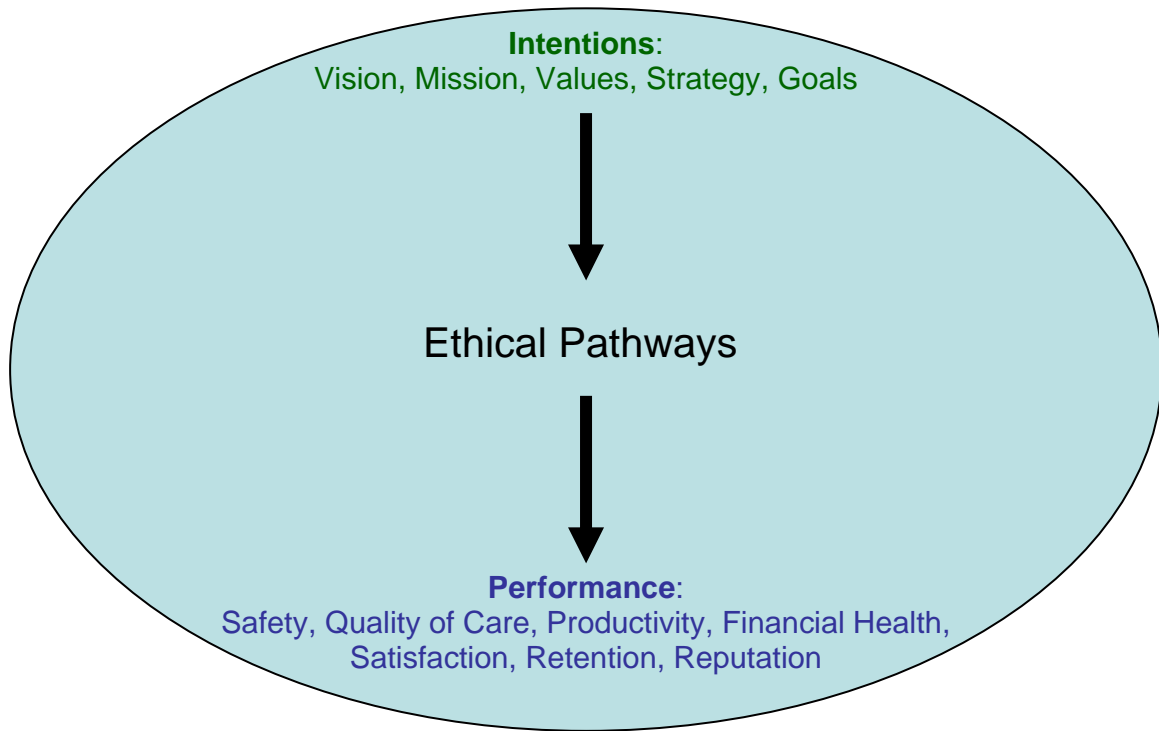 Intentions:
Vision, Mission, Values, Strategy, Goals
Ethical Pathways
Performance:
Safety, Quality of Care, Productivity, Financial Health,
Satisfaction, Retention, Reputation